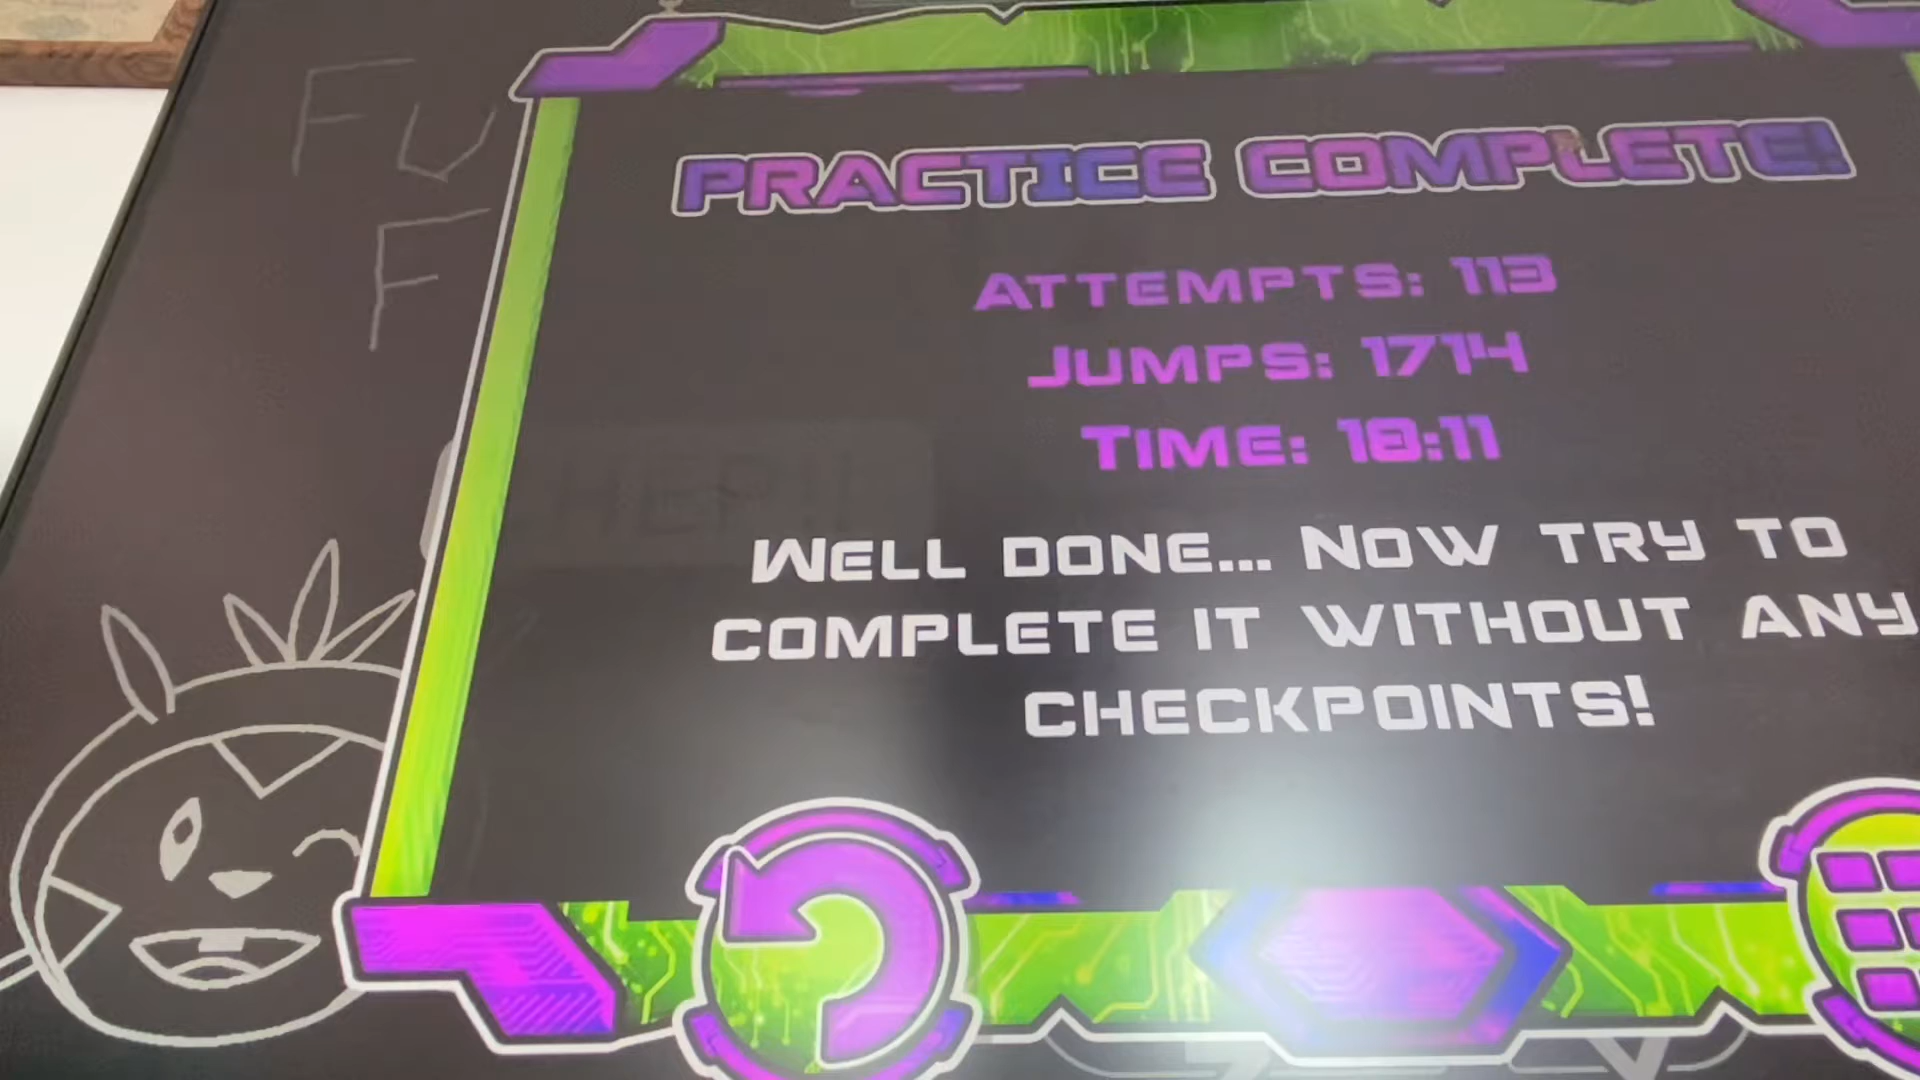 FU
F
PRACTICE COMPLETE!
ATTEMPTS: 113
JUMPS: 1714
TIME: 18:11
WELL DONE... NOW TRY TO
COMPLETE IT WITHOUT ANY
CHECKPOINTS!